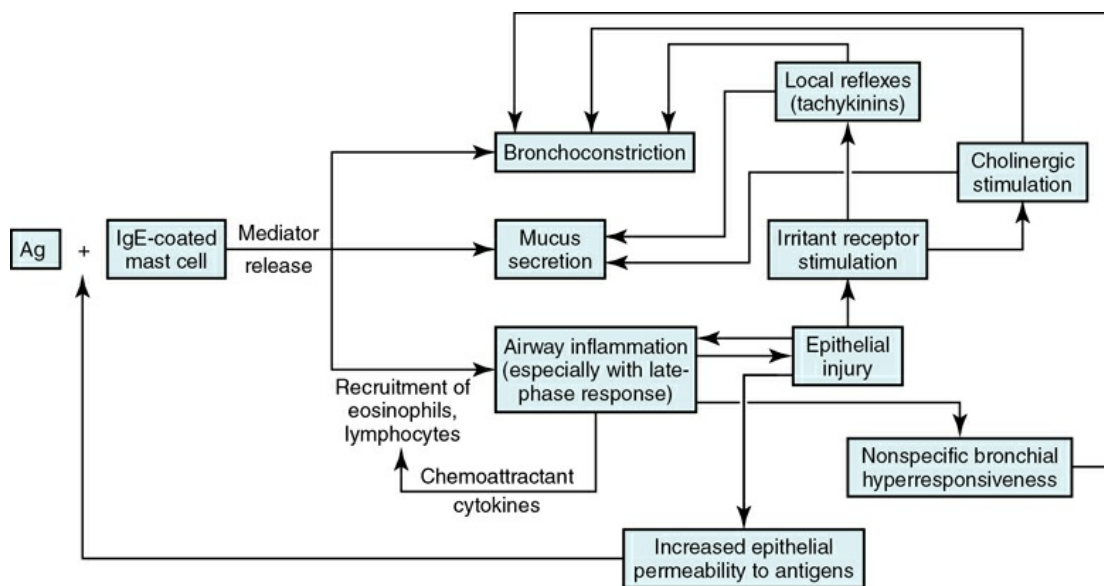 Local reflexes
(tachykinins)
Bronchoconstriction
Cholinergic
stimulation
Ag
+
IgE-coated
mast cell
Mediator
release
Mucus
secretion
Irritant receptor
stimulation
Airway inflammation
(especially with late-
phase response)
Epithelial
injury
Recruitment of
eosinophils,
lymphocytes
Chemoattractant
cytokines
Nonspecific bronchial
hyperresponsiveness
Increased epithelial
permeability to antigens